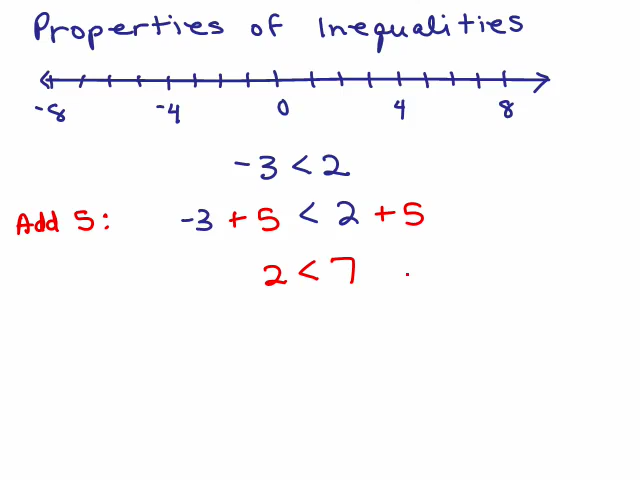 Properties of Inequalities
-8 -4 0 4 8
-3 < 2
Add 5: -3 + 5 < 2 + 5
2 < 7